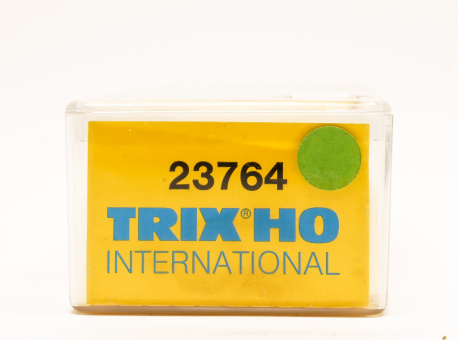 23764
TRIX® HO
INTERNATIONAL